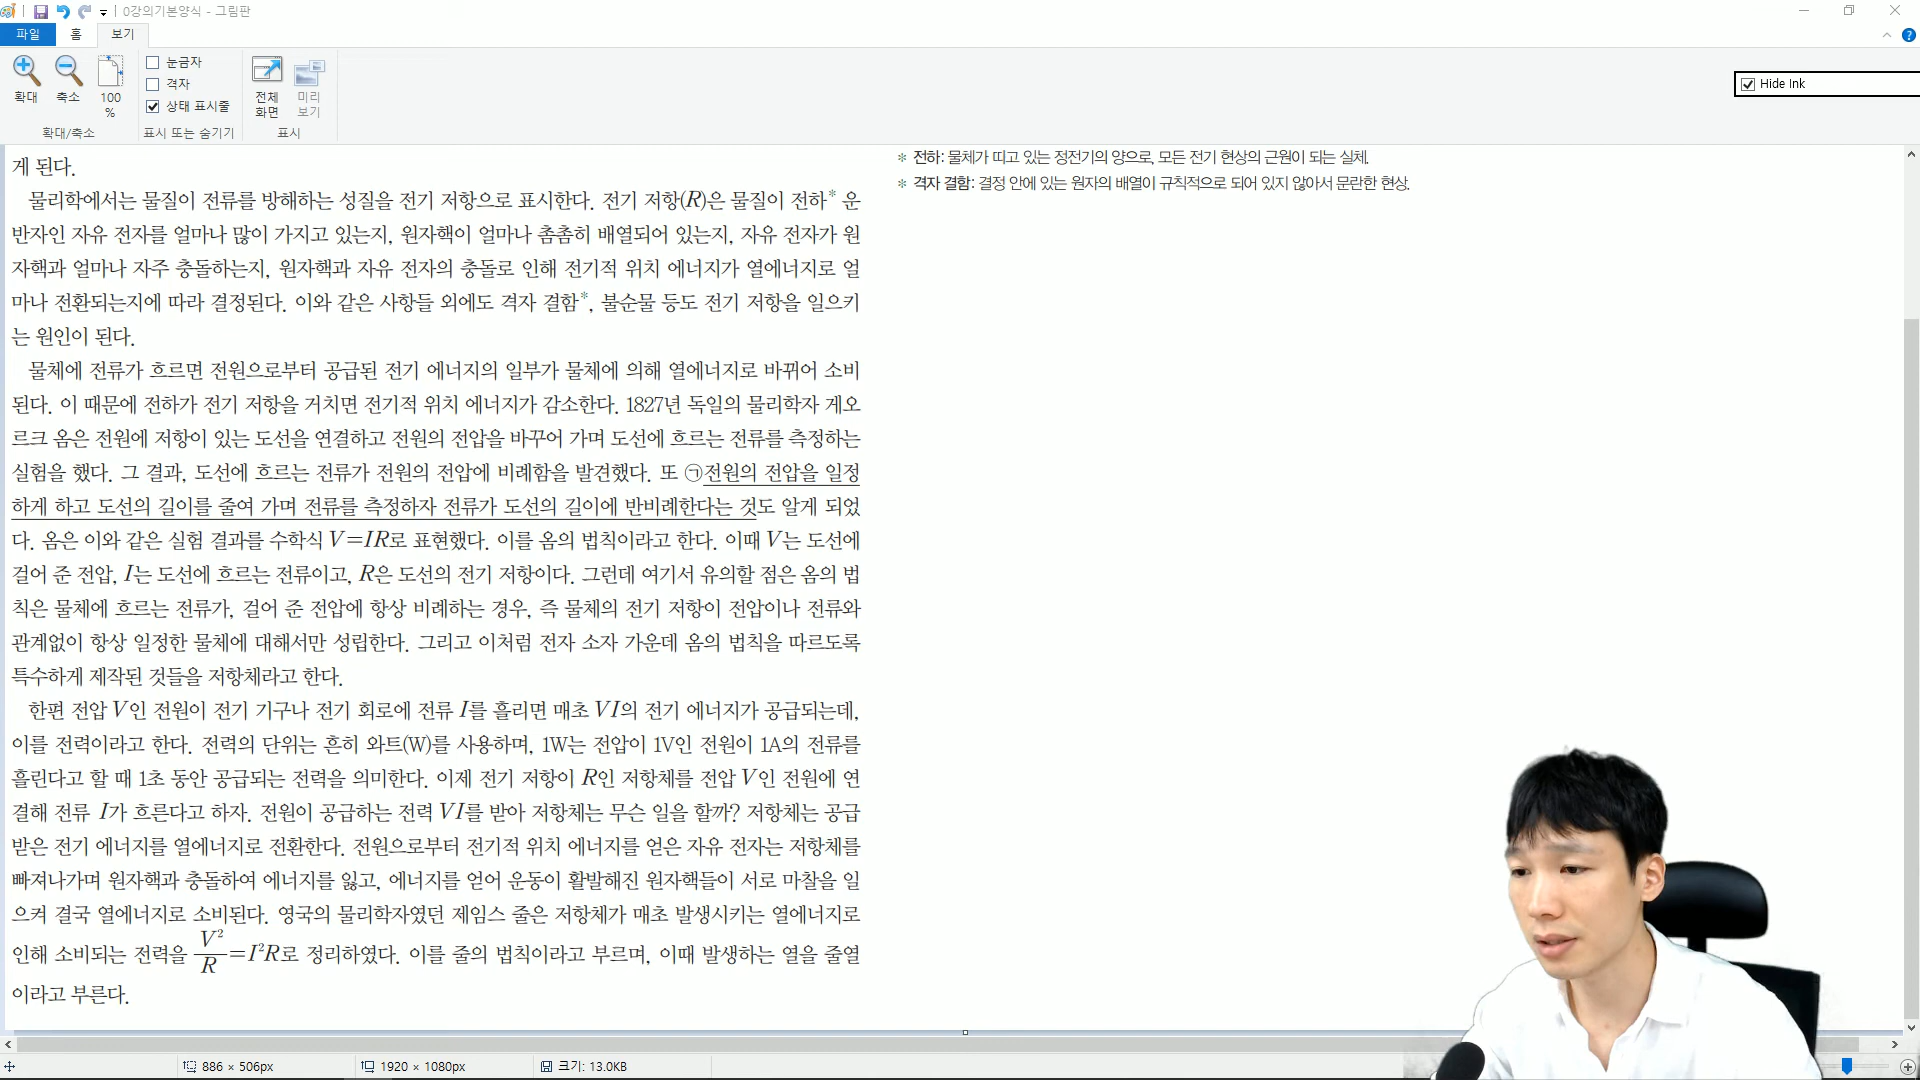 0강의기본양식 - 그림판
파일 홈 보기
확대 축소 100 %
눈금자
격자
상태 표시줄
전체 화면
미리 보기
확대/축소 표시 또는 숨기기 표시
Hide Ink
게 된다.
물리학에서는 물질이 전류를 방해하는 성질을 전기 저항으로 표시한다. 전기 저항(R)은 물질이 전하* 운
반자인 자유 전자를 얼마나 많이 가지고 있는지, 원자핵이 얼마나 촘촘히 배열되어 있는지, 자유 전자가 원
자핵과 얼마나 자주 충돌하는지, 원자핵과 자유 전자의 충돌로 인해 전기적 위치 에너지가 열에너지로 얼
마나 전환되는지에 따라 결정된다. 이와 같은 사항들 외에도 격자 결함*, 불순물 등도 전기 저항을 일으키
는 원인이 된다.
물체에 전류가 흐르면 전원으로부터 공급된 전기 에너지의 일부가 물체에 의해 열에너지로 바뀌어 소비
된다. 이 때문에 전하가 전기 저항을 거치면 전기적 위치 에너지가 감소한다. 1827년 독일의 물리학자 게오
르크 옴은 전원에 저항이 있는 도선을 연결하고 전원의 전압을 바꾸어 가며 도선에 흐르는 전류를 측정하는
실험을 했다. 그 결과, 도선에 흐르는 전류가 전원의 전압에 비례함을 발견했다. 또 ㉠전원의 전압을 일정
하게 하고 도선의 길이를 줄여 가며 전류를 측정하자 전류가 도선의 길이에 반비례한다는 것도 알게 되었
다. 옴은 이와 같은 실험 결과를 수학식 V=IR로 표현했다. 이를 옴의 법칙이라고 한다. 이때 V는 도선에
걸어 준 전압, I는 도선에 흐르는 전류이고, R은 도선의 전기 저항이다. 그런데 여기서 유의할 점은 옴의 법
칙은 물체에 흐르는 전류가, 걸어 준 전압에 항상 비례하는 경우, 즉 물체의 전기 저항이 전압이나 전류와
관계없이 항상 일정한 물체에 대해서만 성립한다. 그리고 이처럼 전자 소자 가운데 옴의 법칙을 따르도록
특수하게 제작된 것들을 저항체라고 한다.
한편 전압 V인 전원이 전기 기구나 전기 회로에 전류 I를 흘리면 매초 VI의 전기 에너지가 공급되는데,
이를 전력이라고 한다. 전력의 단위는 흔히 와트(W)를 사용하며, 1W는 전압이 1V인 전원이 1A의 전류를
흘린다고 할 때 1초 동안 공급되는 전력을 의미한다. 이제 전기 저항이 R인 저항체를 전압 V인 전원에 연
결해 전류 I가 흐른다고 하자. 전원이 공급하는 전력 VI를 받아 저항체는 무슨 일을 할까? 저항체는 공급
받은 전기 에너지를 열에너지로 전환한다. 전원으로부터 전기적 위치 에너지를 얻은 자유 전자는 저항체를
빠져나가며 원자핵과 충돌하여 에너지를 잃고, 에너지를 얻어 운동이 활발해진 원자핵들이 서로 마찰을 일
으켜 결국 열에너지로 소비된다. 영국의 물리학자였던 제임스 줄은 저항체가 매초 발생시키는 열에너지로
인해 소비되는 전력을 V²/R=I²R로 정리하였다. 이를 줄의 법칙이라고 부르며, 이때 발생하는 열을 줄열
이라고 부른다.
* 전하: 물체가 띠고 있는 정전기의 양으로, 모든 전기 현상의 근원이 되는 실체.
* 격자 결함: 결정 안에 있는 원자의 배열이 규칙적으로 되어 있지 않아서 문란한 현상.
886 × 506px 1920 × 1080px 크기: 13.0KB